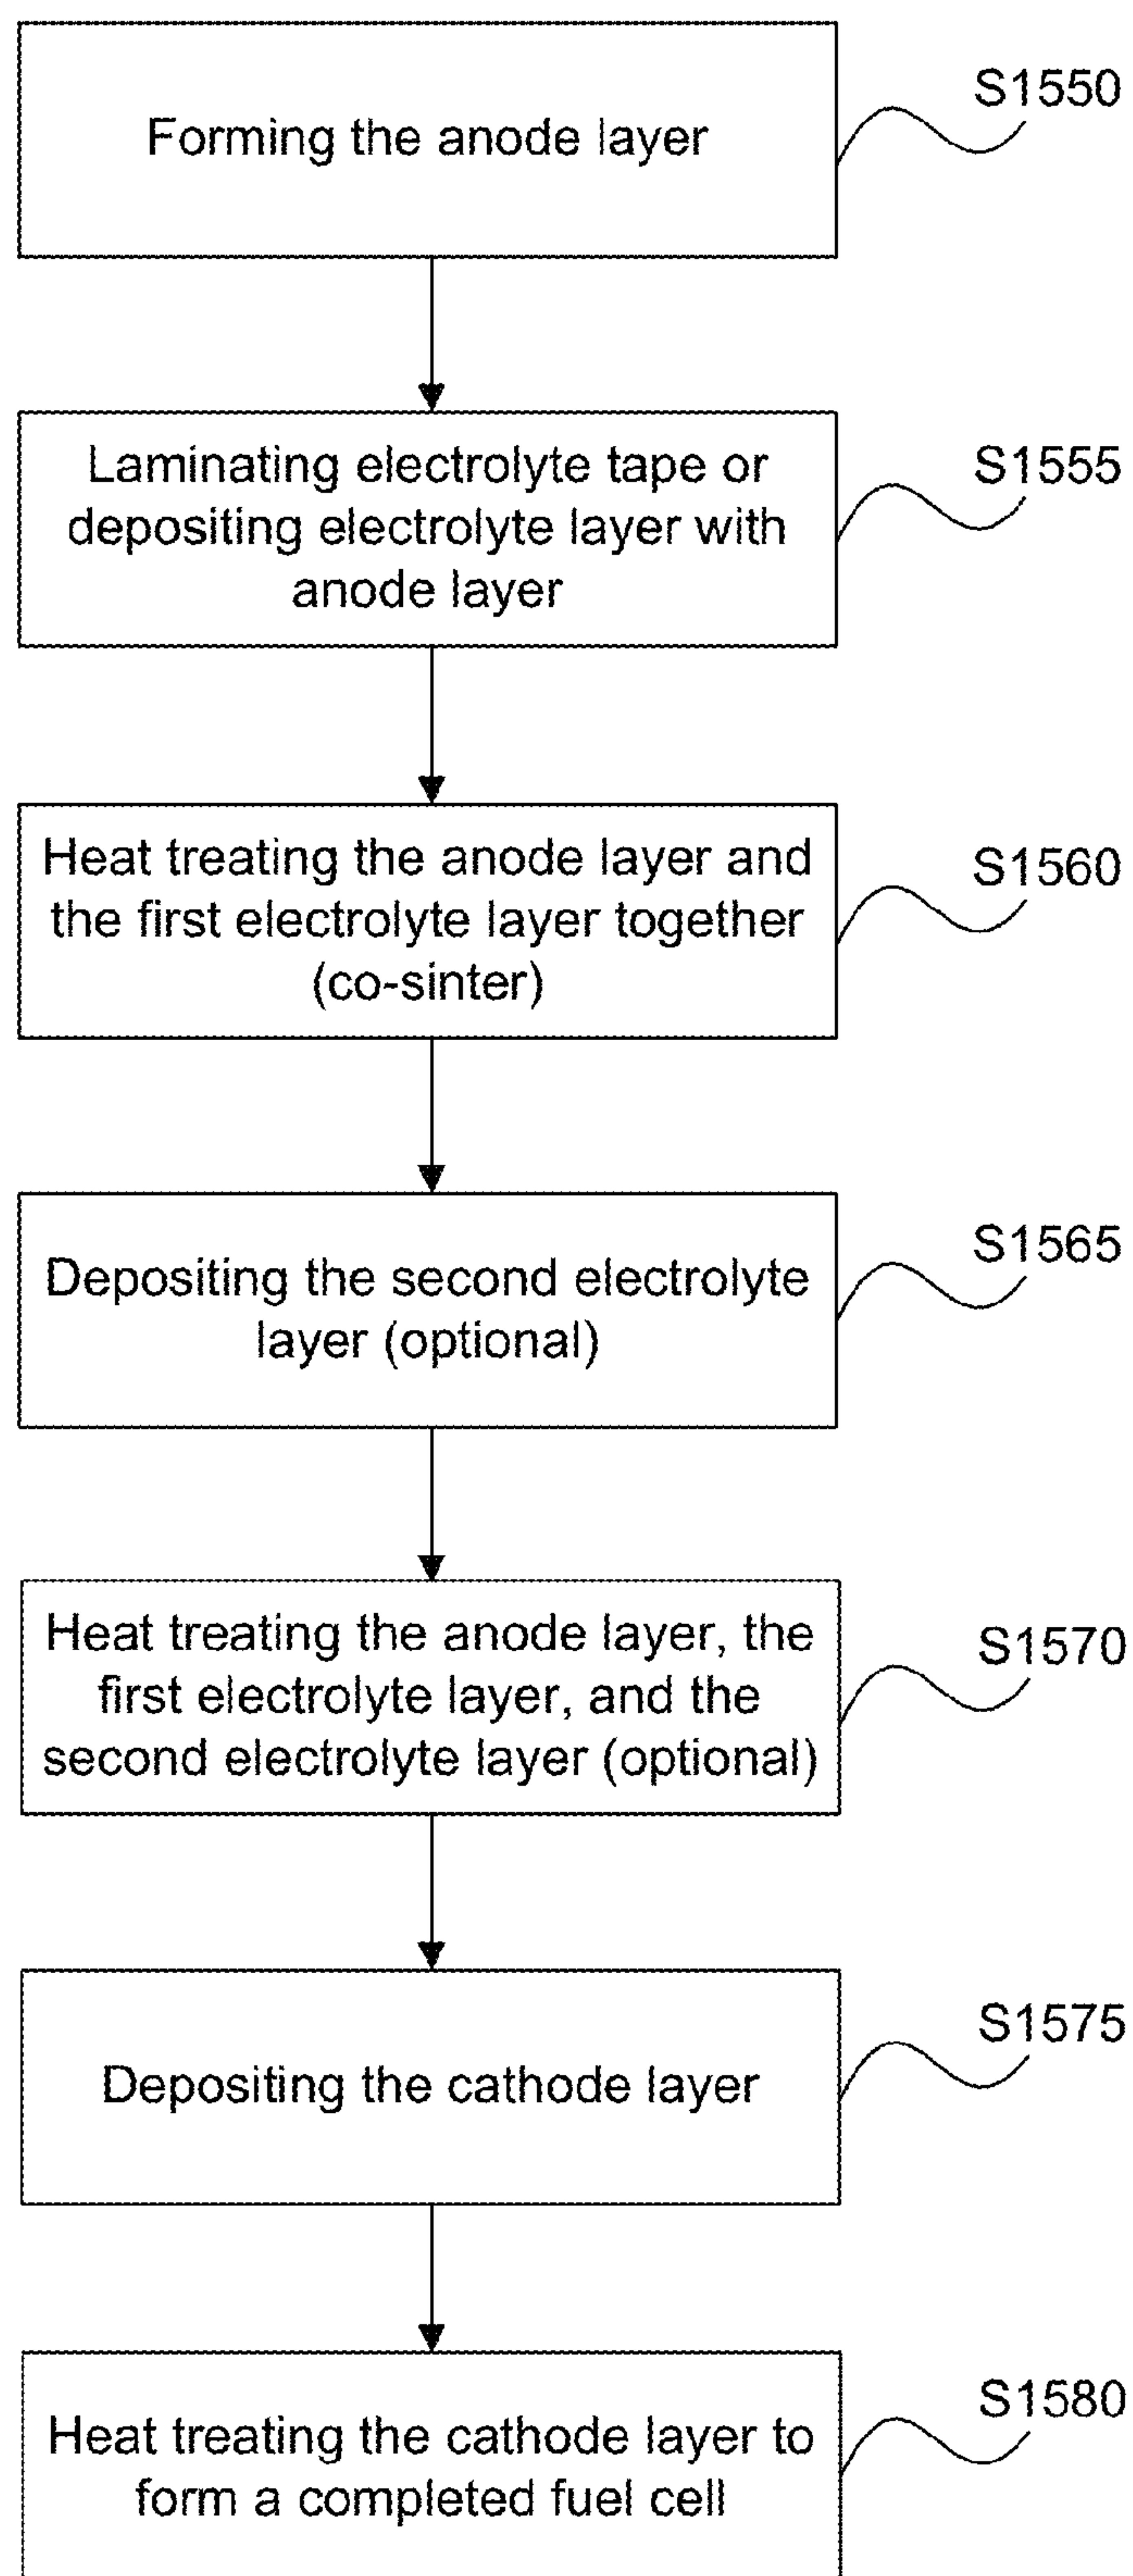 Forming the anode layer
S1550
Laminating electrolyte tape or
depositing electrolyte layer with
anode layer
S1555
Heat treating the anode layer and
the first electrolyte layer together
(co-sinter)
S1560
Depositing the second electrolyte
layer (optional)
S1565
Heat treating the anode layer, the
first electrolyte layer, and the
second electrolyte layer (optional)
S1570
Depositing the cathode layer
S1575
Heat treating the cathode layer to
form a completed fuel cell
S1580